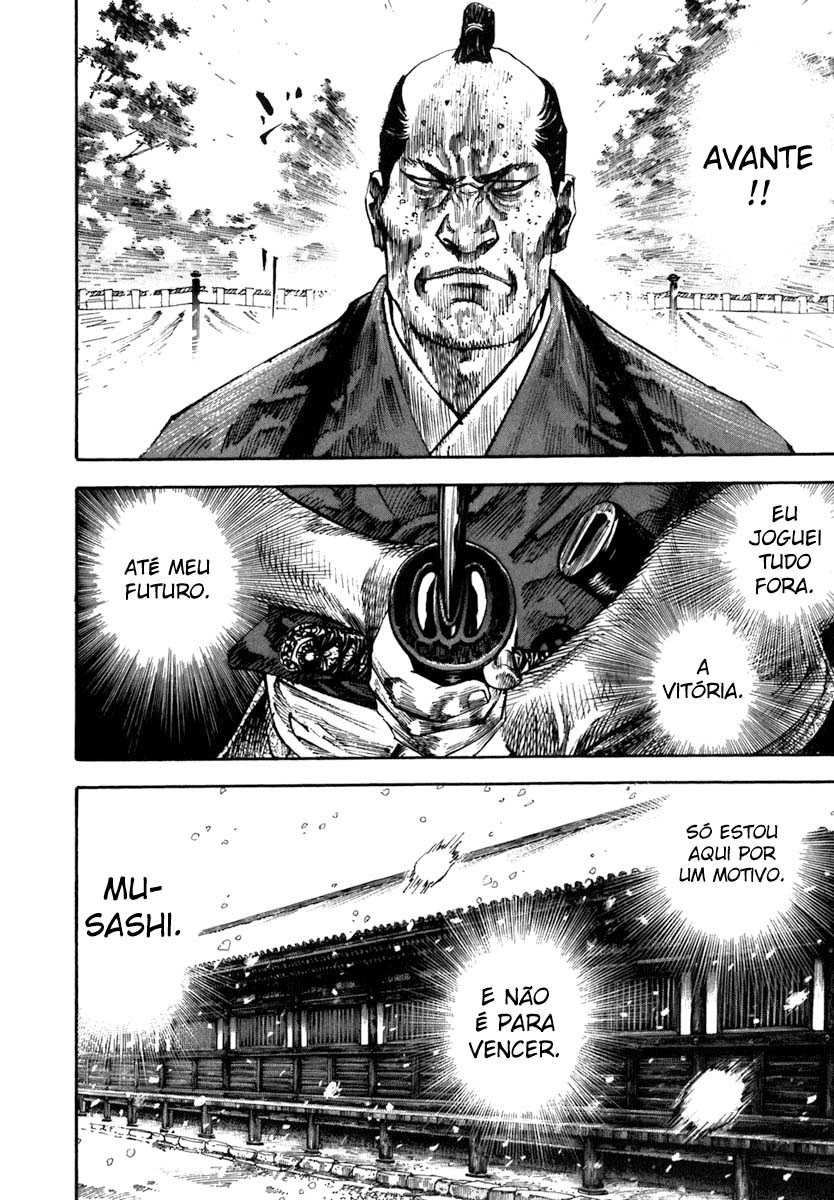 AVANTE
!!
EU
JOGUEI
TUDO
FORA.
A
VITÓRIA.
ATÉ MEU
FUTURO.
SÓ ESTOU
AQUI POR
UM MOTIVO.
E NÃO
É PARA
VENCER.
MU-
SASHI.